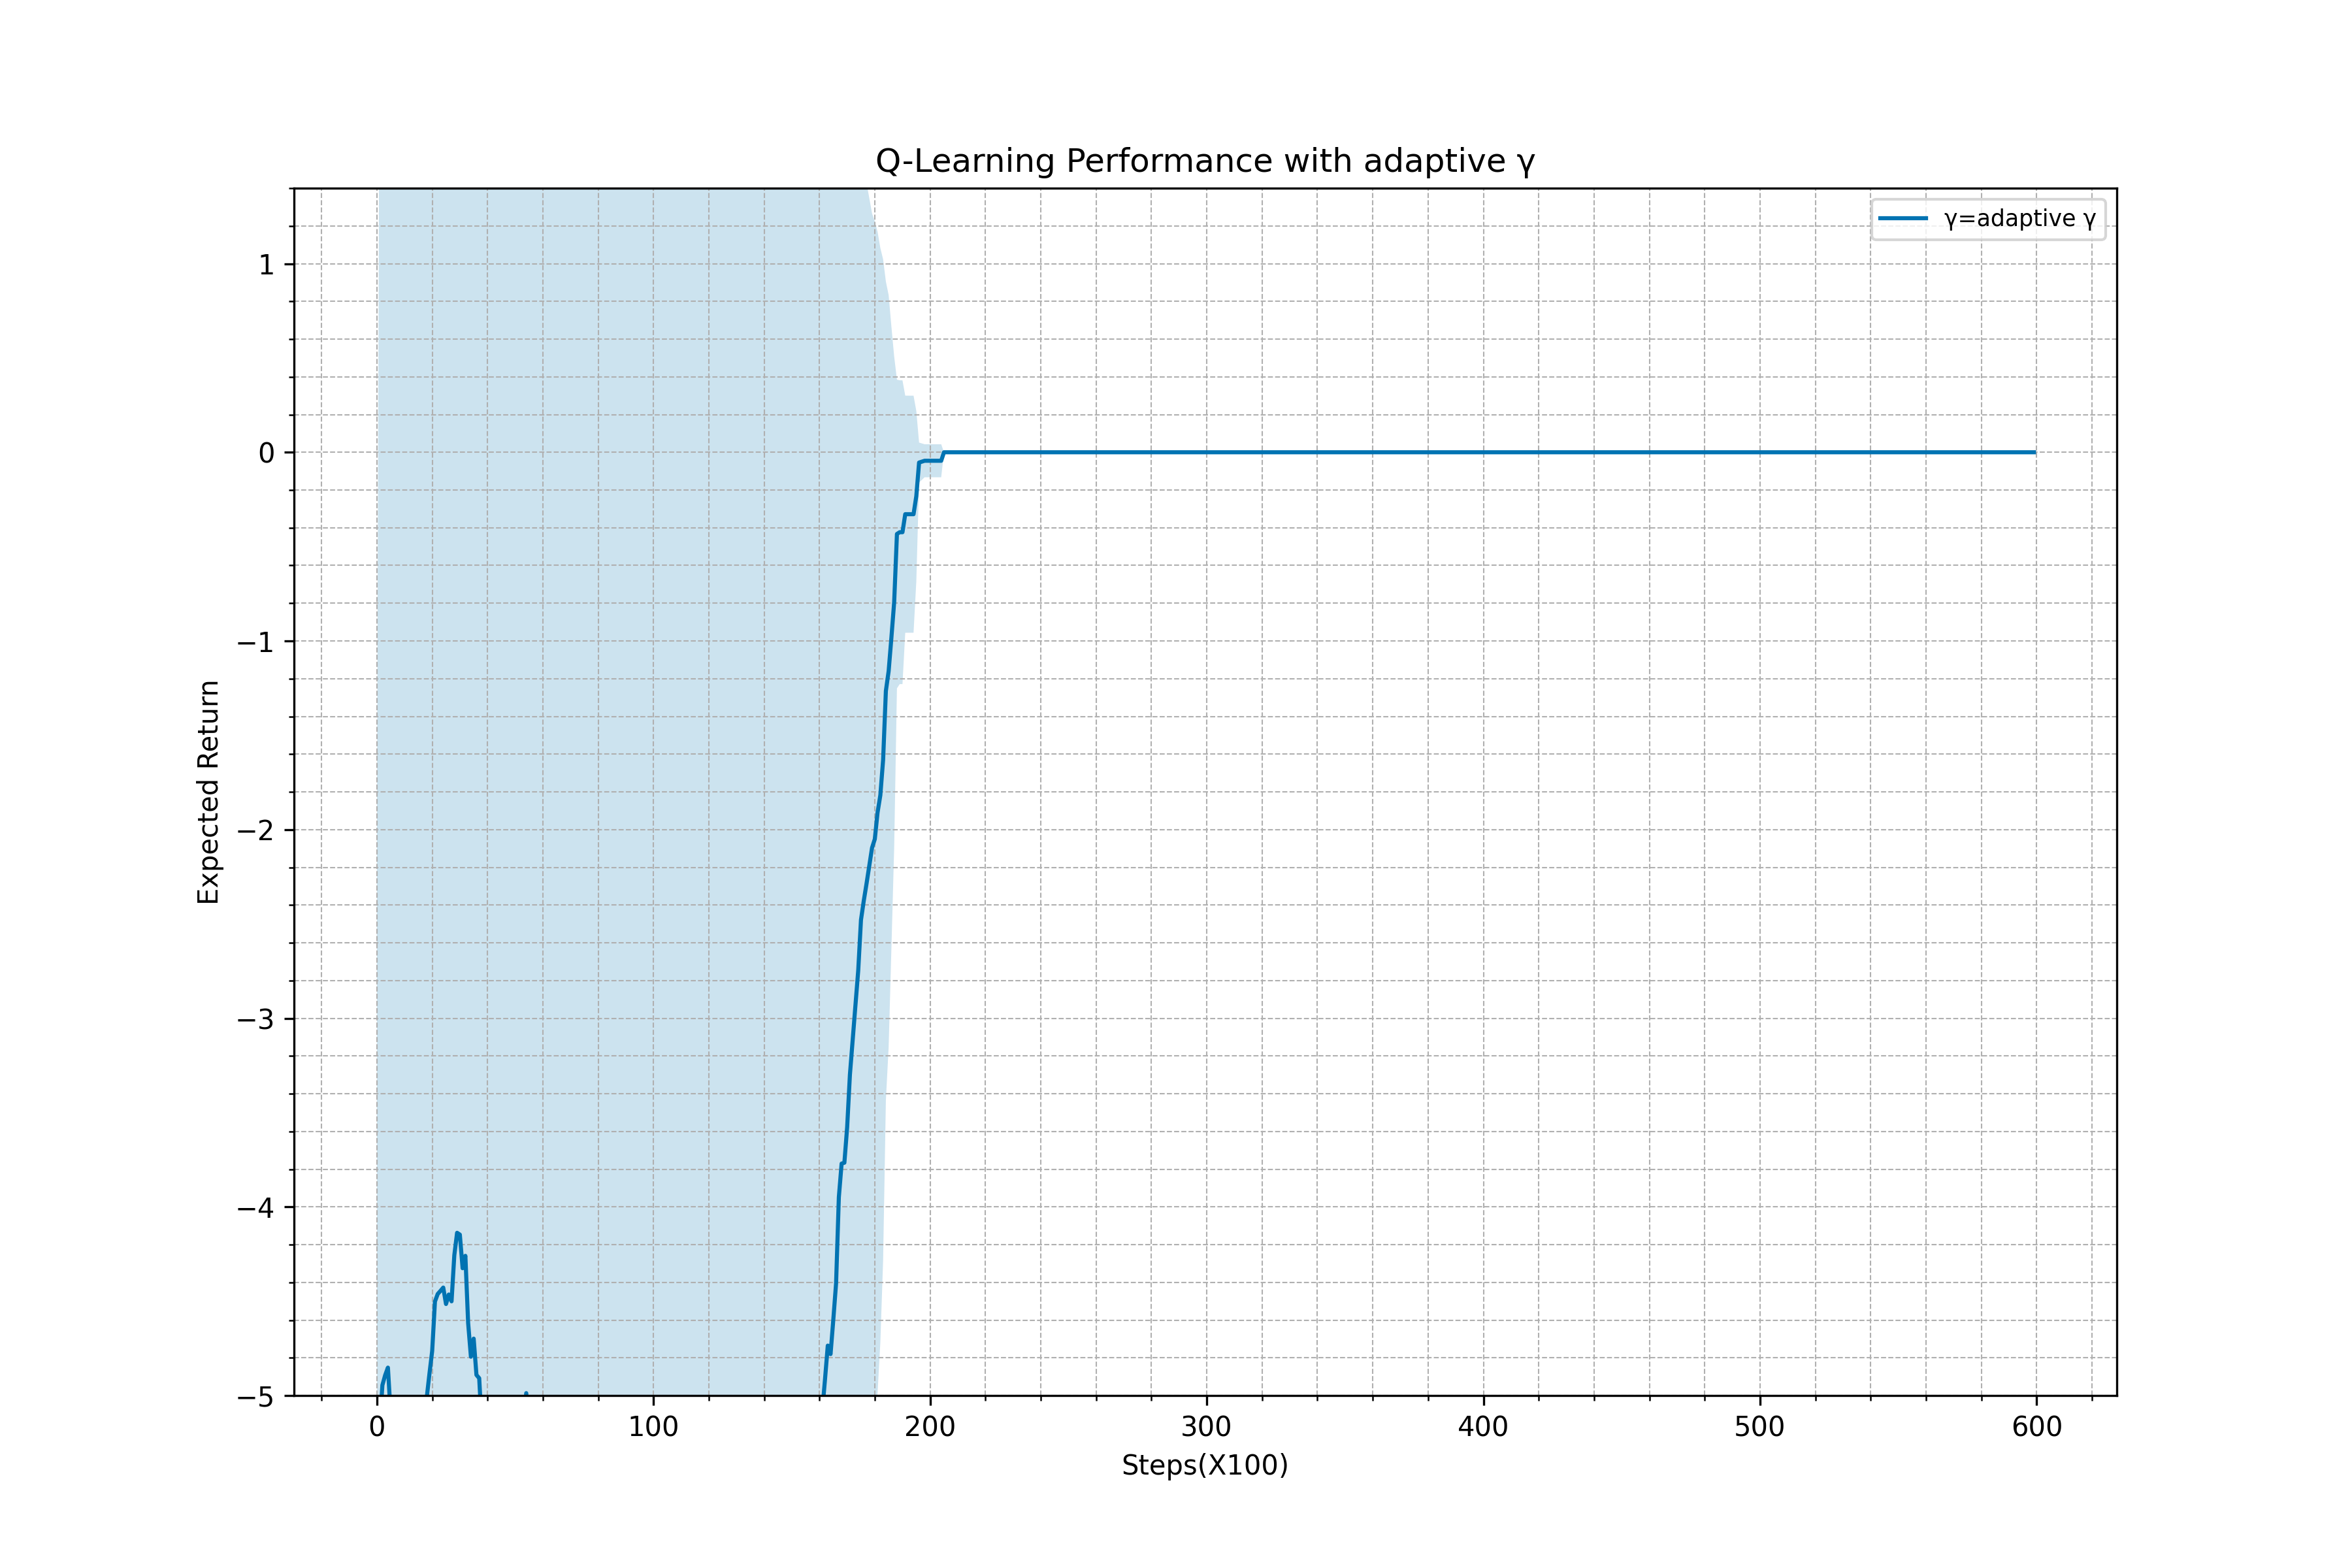 Q-Learning Performance with adaptive γ
γ=adaptive γ
1
0
−1
−2
−3
−4
−5
Expected Return
0 100 200 300 400 500 600
Steps(X100)